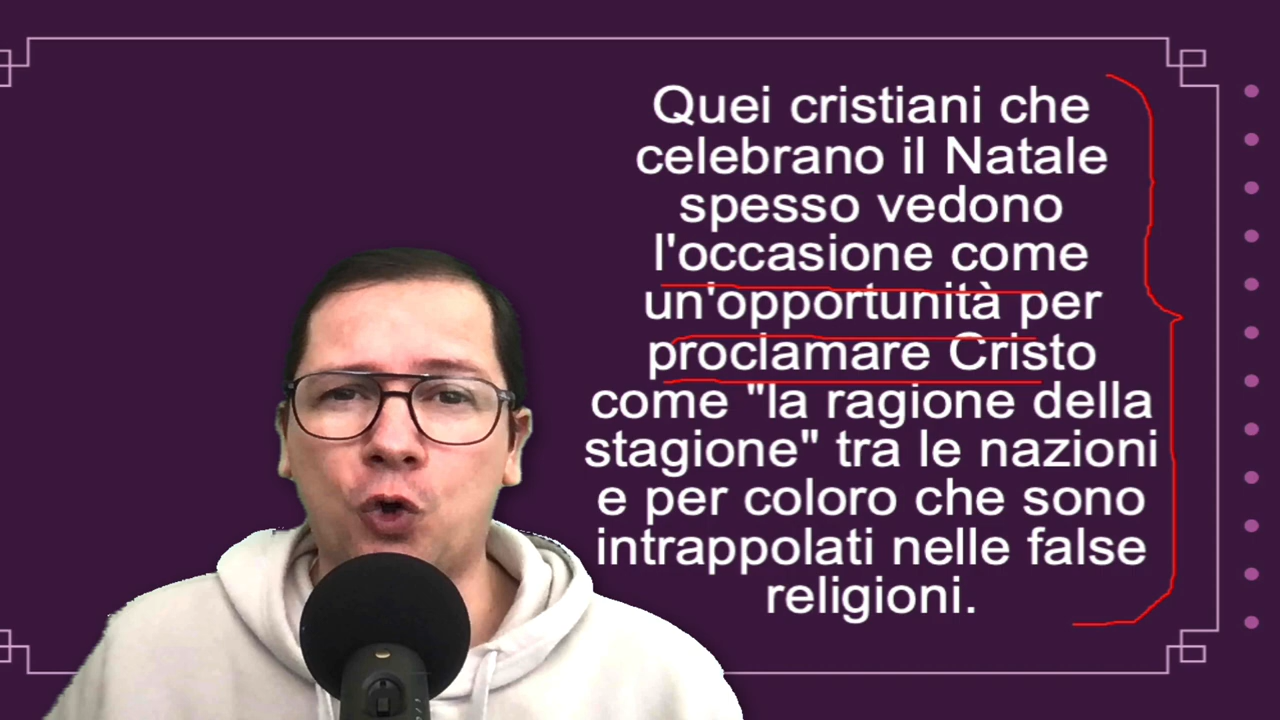 Quei cristiani che
celebrano il Natale
spesso vedono
l'occasione come
un'opportunità per
proclamare Cristo
come "la ragione della
stagione" tra le nazioni
e per coloro che sono
intrappolati nelle false
religioni.